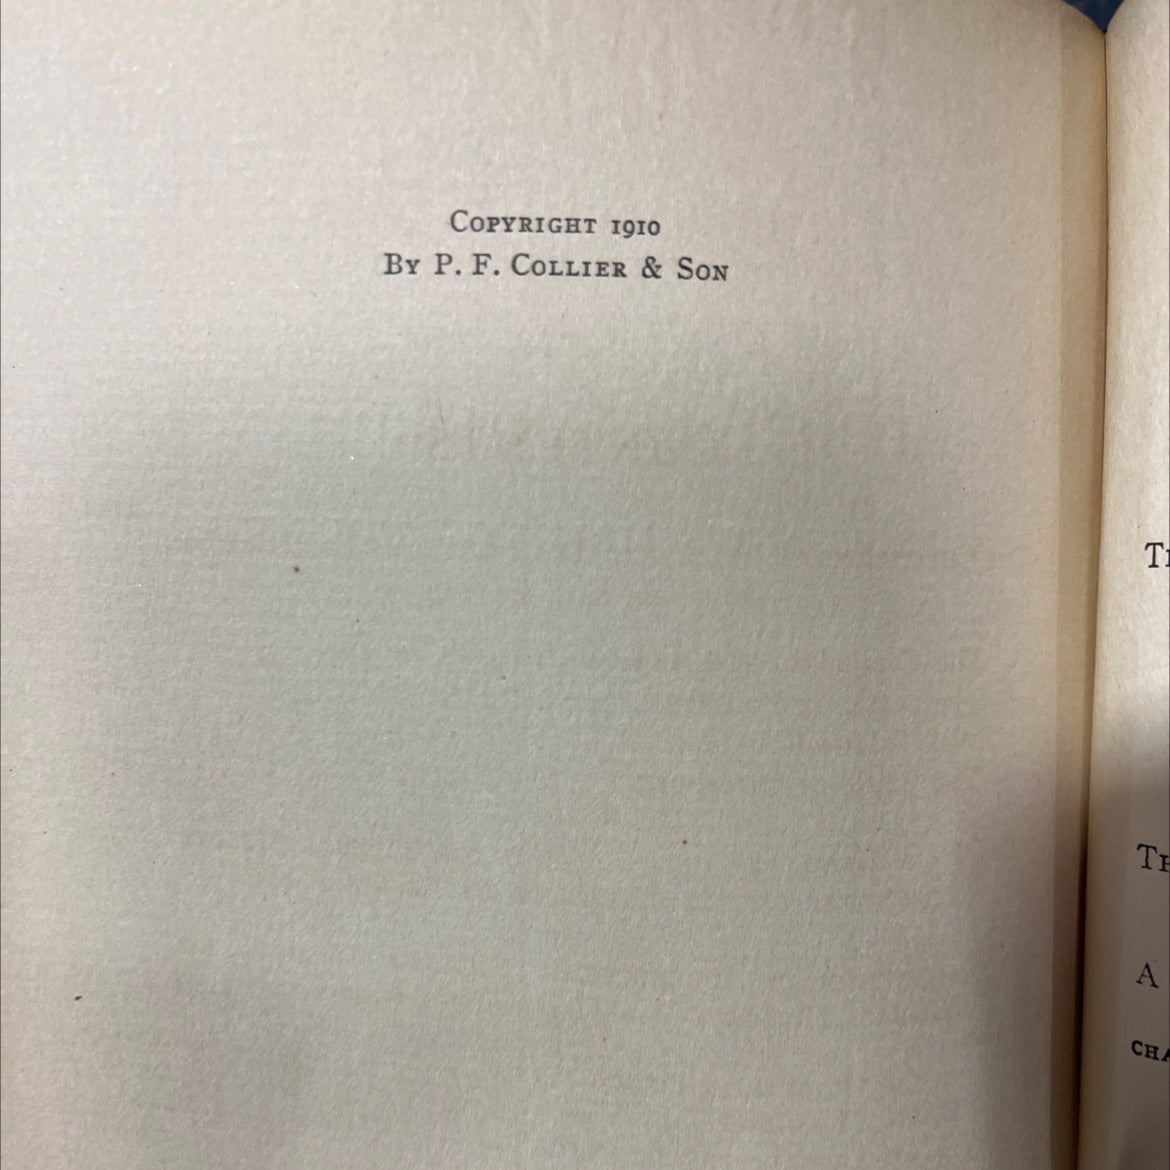 Copyright 1910
By P. F. Collier & Son
A